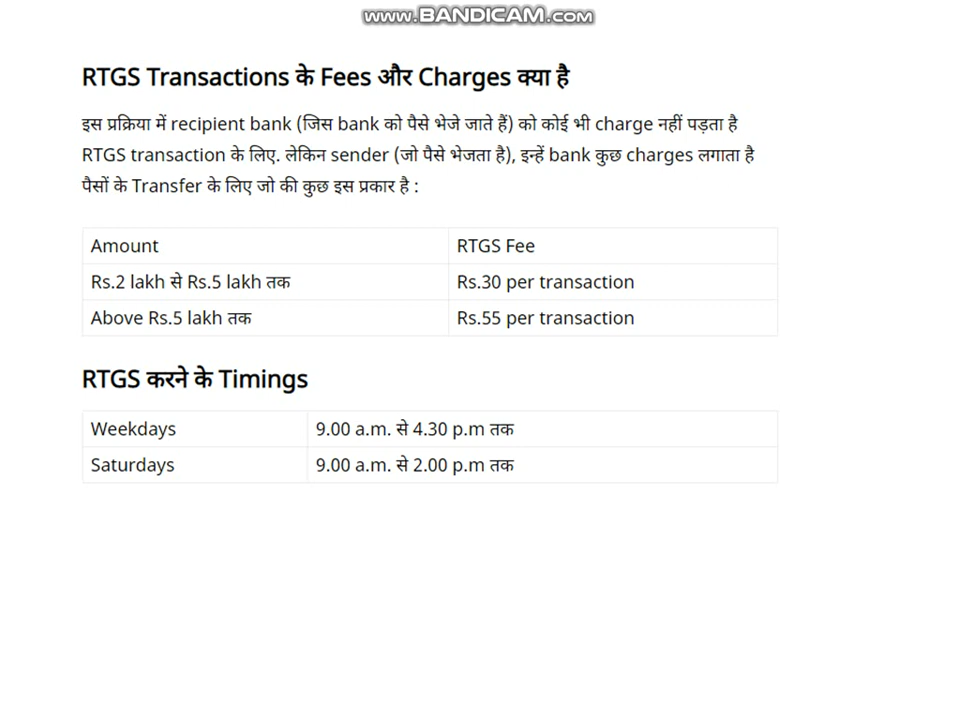 www.BANDICAM.com
RTGS Transactions के Fees और Charges क्या है
इस प्रक्रिया में recipient bank (जिस bank को पैसे भेजे जाते हैं) को कोई भी charge नहीं पड़ता है
RTGS transaction के लिए. लेकिन sender (जो पैसे भेजता है), इन्हें bank कुछ charges लगाता है
पैसों के Transfer के लिए जो की कुछ इस प्रकार है :
Amount RTGS Fee
Rs.2 lakh से Rs.5 lakh तक Rs.30 per transaction
Above Rs.5 lakh तक Rs.55 per transaction
RTGS करने के Timings
Weekdays 9.00 a.m. से 4.30 p.m तक
Saturdays 9.00 a.m. से 2.00 p.m तक